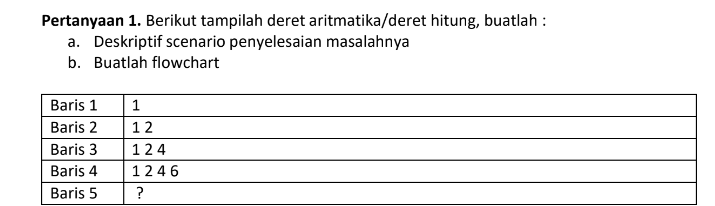 Pertanyaan 1. Berikut tampilah deret aritmatika/deret hitung, buatlah :
a. Deskriptif scenario penyelesaian masalahnya
b. Buatlah flowchart
Baris 1 1
Baris 2 1 2
Baris 3 1 2 4
Baris 4 1 2 4 6
Baris 5 ?